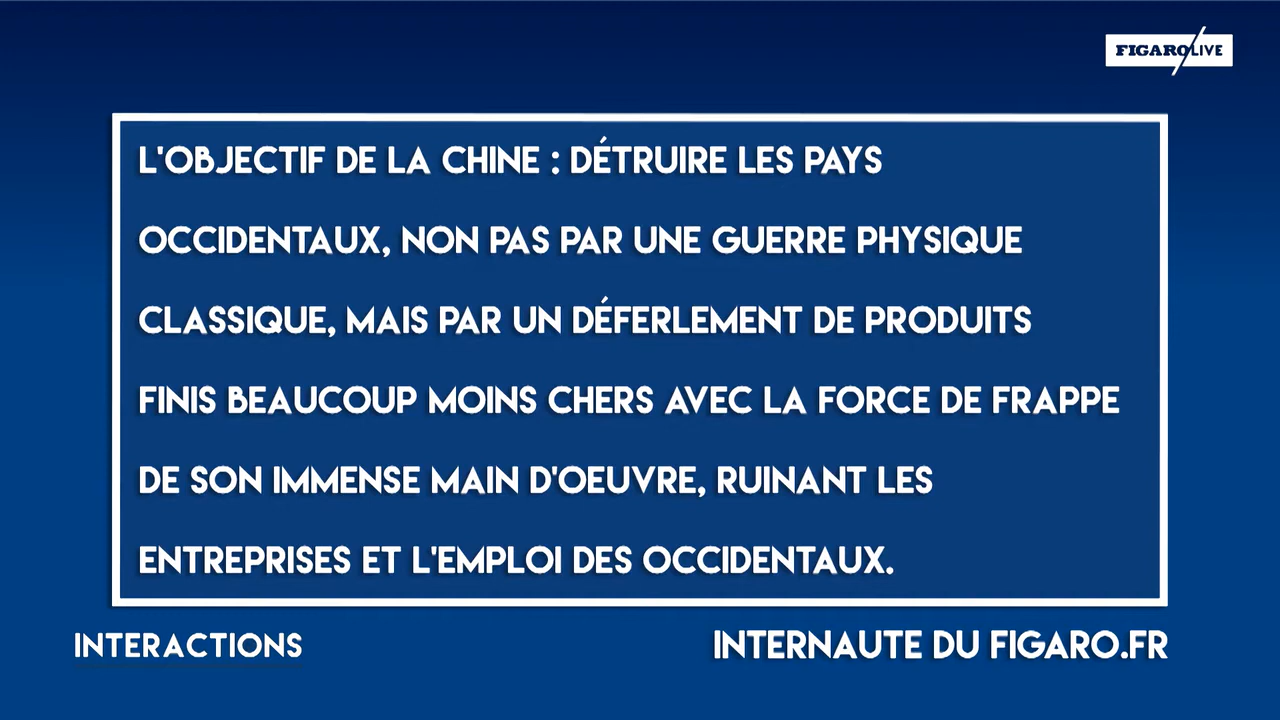 FIGARO LIVE
L'OBJECTIF DE LA CHINE : DÉTRUIRE LES PAYS
OCCIDENTAUX, NON PAS PAR UNE GUERRE PHYSIQUE
CLASSIQUE, MAIS PAR UN DÉFERLEMENT DE PRODUITS
FINIS BEAUCOUP MOINS CHERS AVEC LA FORCE DE FRAPPE
DE SON IMMENSE MAIN D'OEUVRE, RUINANT LES
ENTREPRISES ET L'EMPLOI DES OCCIDENTAUX.
INTERACTIONS
INTERNAUTE DU FIGARO.FR